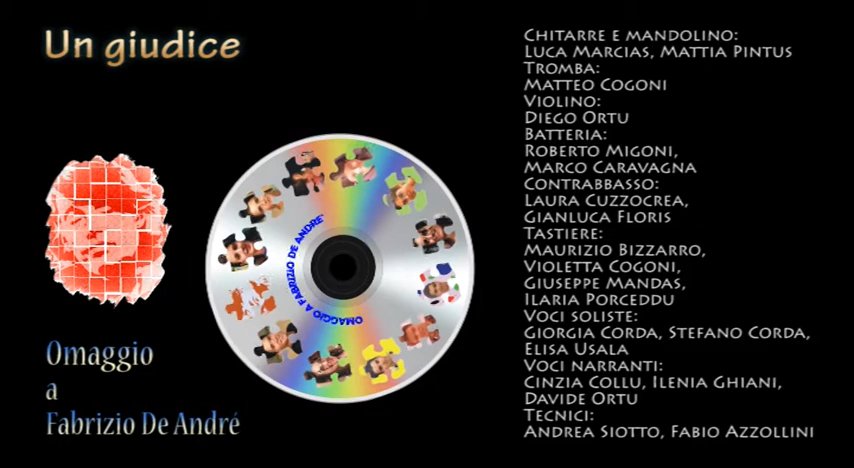 Un giudice
Omaggio
a
Fabrizio De André
OMAGGIO A FABRIZIO DE ANDRE'
CHITARRE E MANDOLINO:
LUCA MARCIAS, MATTIA PINTUS
TROMBA:
MATTEO COGONI
VIOLINO:
DIEGO ORTU
BATTERIA:
ROBERTO MIGONI,
MARCO CARAVAGNA
CONTRABBASSO:
LAURA CUZZOCREA,
GIANLUCA FLORIS
TASTIERE:
MAURIZIO BIZZARRO,
VIOLETTA COGONI,
GIUSEPPE MANDAS,
ILARIA PORCEDDU
VOCI SOLISTE:
GIORGIA CORDA, STEFANO CORDA,
ELISA USALA
VOCI NARRANTI:
CINZIA COLLU, ILENIA GHIANI,
DAVIDE ORTU
TECNICI:
ANDREA SIOTTO, FABIO AZZOLLINI